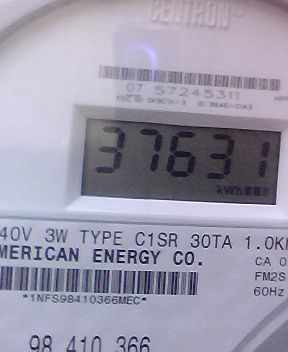 CENTRON®
07 57245311
37631
kWh
40V 3W TYPE C1SR 30TA 1.0K
MERICAN ENERGY CO.
CA 0
FM2S
60Hz
*1NFS98410366MEC*
98 410 366